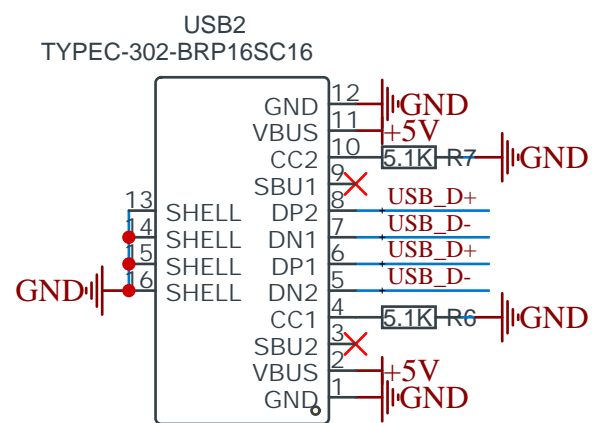 USB2
TYPEC-302-BRP16SC16
GND 12 GND
VBUS 11 +5V
CC2 10 5.1K R7 GND
SBU1 9
13 SHELL DP2 8 USB_D+
14 SHELL DN1 7 USB_D-
15 SHELL DP1 6 USB_D+
GND 16 SHELL DN2 5 USB_D-
CC1 4 5.1K R6 GND
SBU2 3
VBUS 2 +5V
GND 1 GND